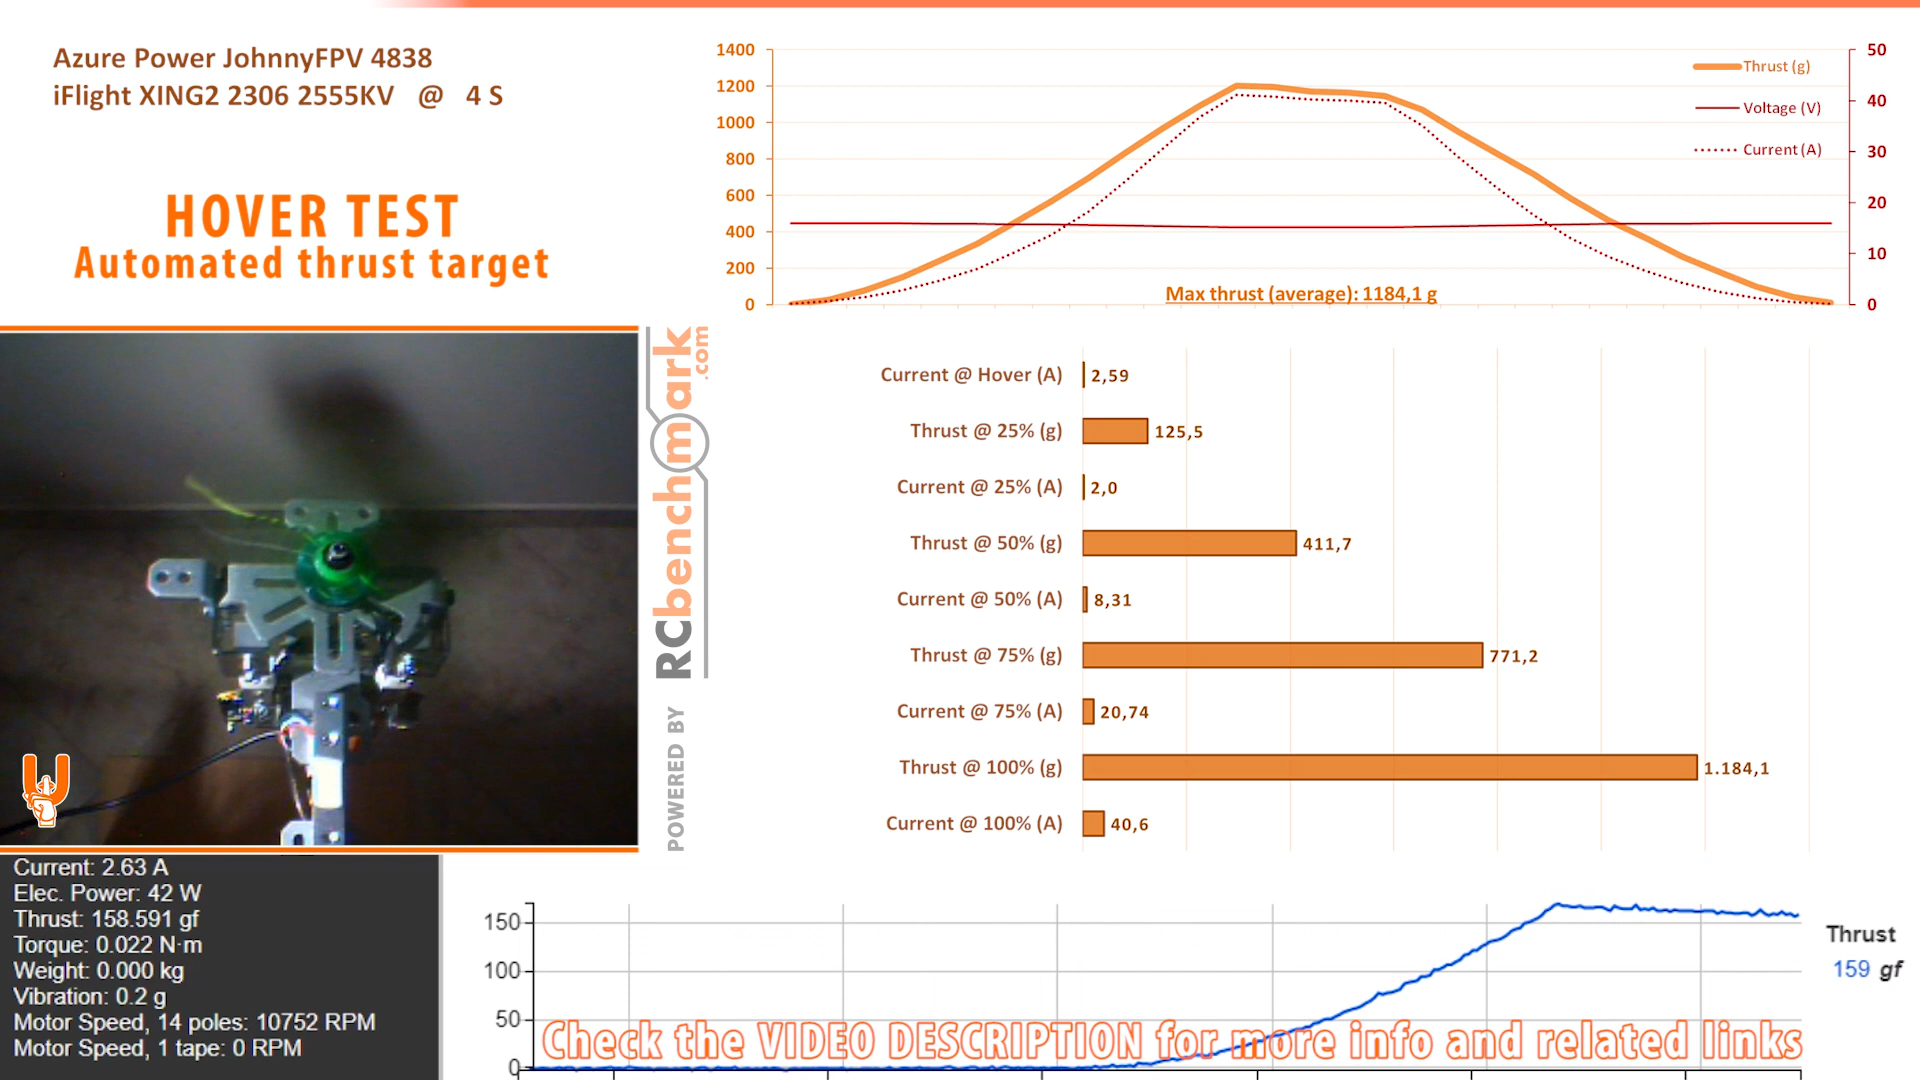 Azure Power JohnnyFPV 4838
iFlight XING2 2306 2555KV @ 4 S
HOVER TEST
Automated thrust target
1400
1200
1000
800
600
400
200
0
50
40
30
20
10
0
Thrust (g)
Voltage (V)
Current (A)
Max thrust (average): 1184,1 g
POWERED BY RCbenchmark.com
Current @ Hover (A) 2,59
Thrust @ 25% (g) 125,5
Current @ 25% (A) 2,0
Thrust @ 50% (g) 411,7
Current @ 50% (A) 8,31
Thrust @ 75% (g) 771,2
Current @ 75% (A) 20,74
Thrust @ 100% (g) 1.184,1
Current @ 100% (A) 40,6
Current: 2.63 A
Elec. Power: 42 W
Thrust: 158.591 gf
Torque: 0.022 N·m
Weight: 0.000 kg
Vibration: 0.2 g
Motor Speed, 14 poles: 10752 RPM
Motor Speed, 1 tape: 0 RPM
150
100
50
0
Thrust
159 gf
Check the VIDEO DESCRIPTION for more info and related links